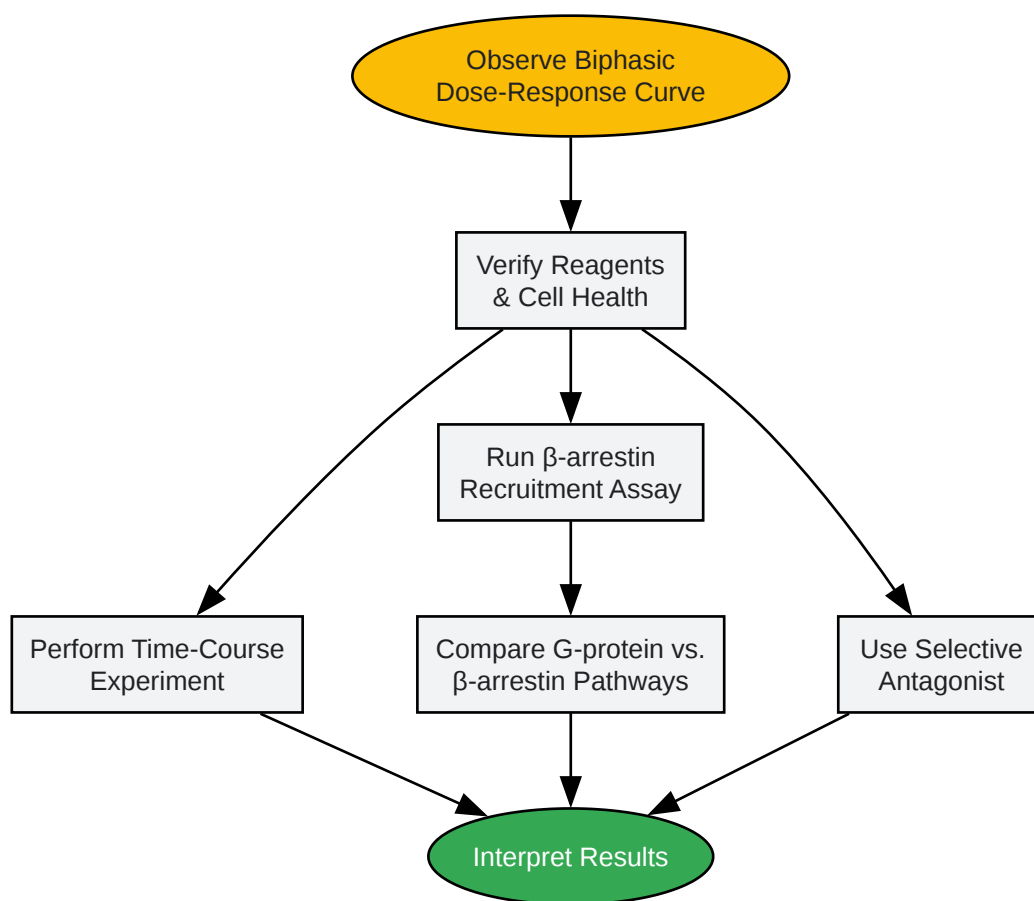 Observe Biphasic
Dose-Response Curve
Verify Reagents
& Cell Health
Run β-arrestin
Recruitment Assay
Perform Time-Course
Experiment
Compare G-protein vs.
β-arrestin Pathways
Use Selective
Antagonist
Interpret Results